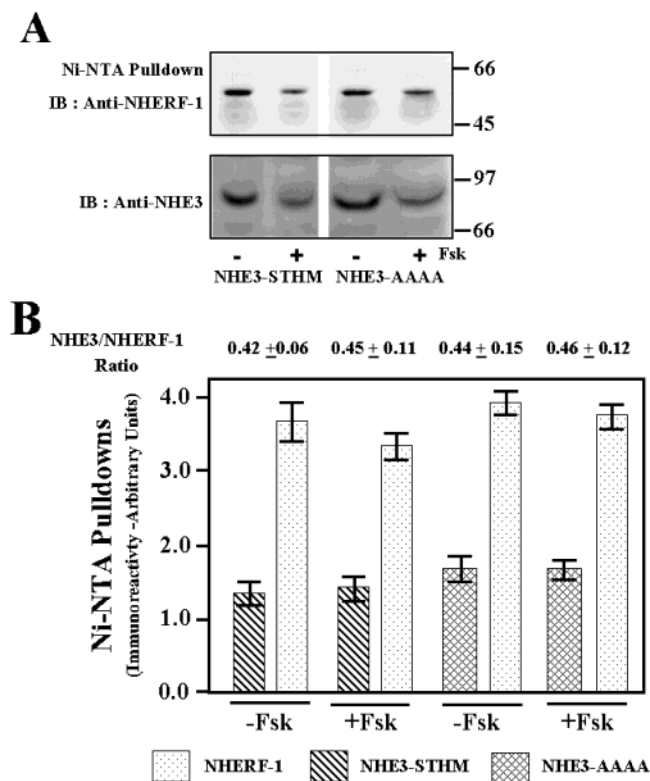 A
Ni-NTA Pulldown
IB : Anti-NHERF-1
66
45
IB : Anti-NHE3
97
66
- + - + Fsk
NHE3-STHM NHE3-AAAA
B
NHE3/NHERF-1
Ratio
0.42 ±0.06 0.45 ± 0.11 0.44 ± 0.15 0.46 ± 0.12
Ni-NTA Pulldowns
(Immunoreactivty -Arbitrary Units)
4.0
3.0
2.0
1.0
0.0
-Fsk +Fsk -Fsk +Fsk
NHERF-1 NHE3-STHM NHE3-AAAA